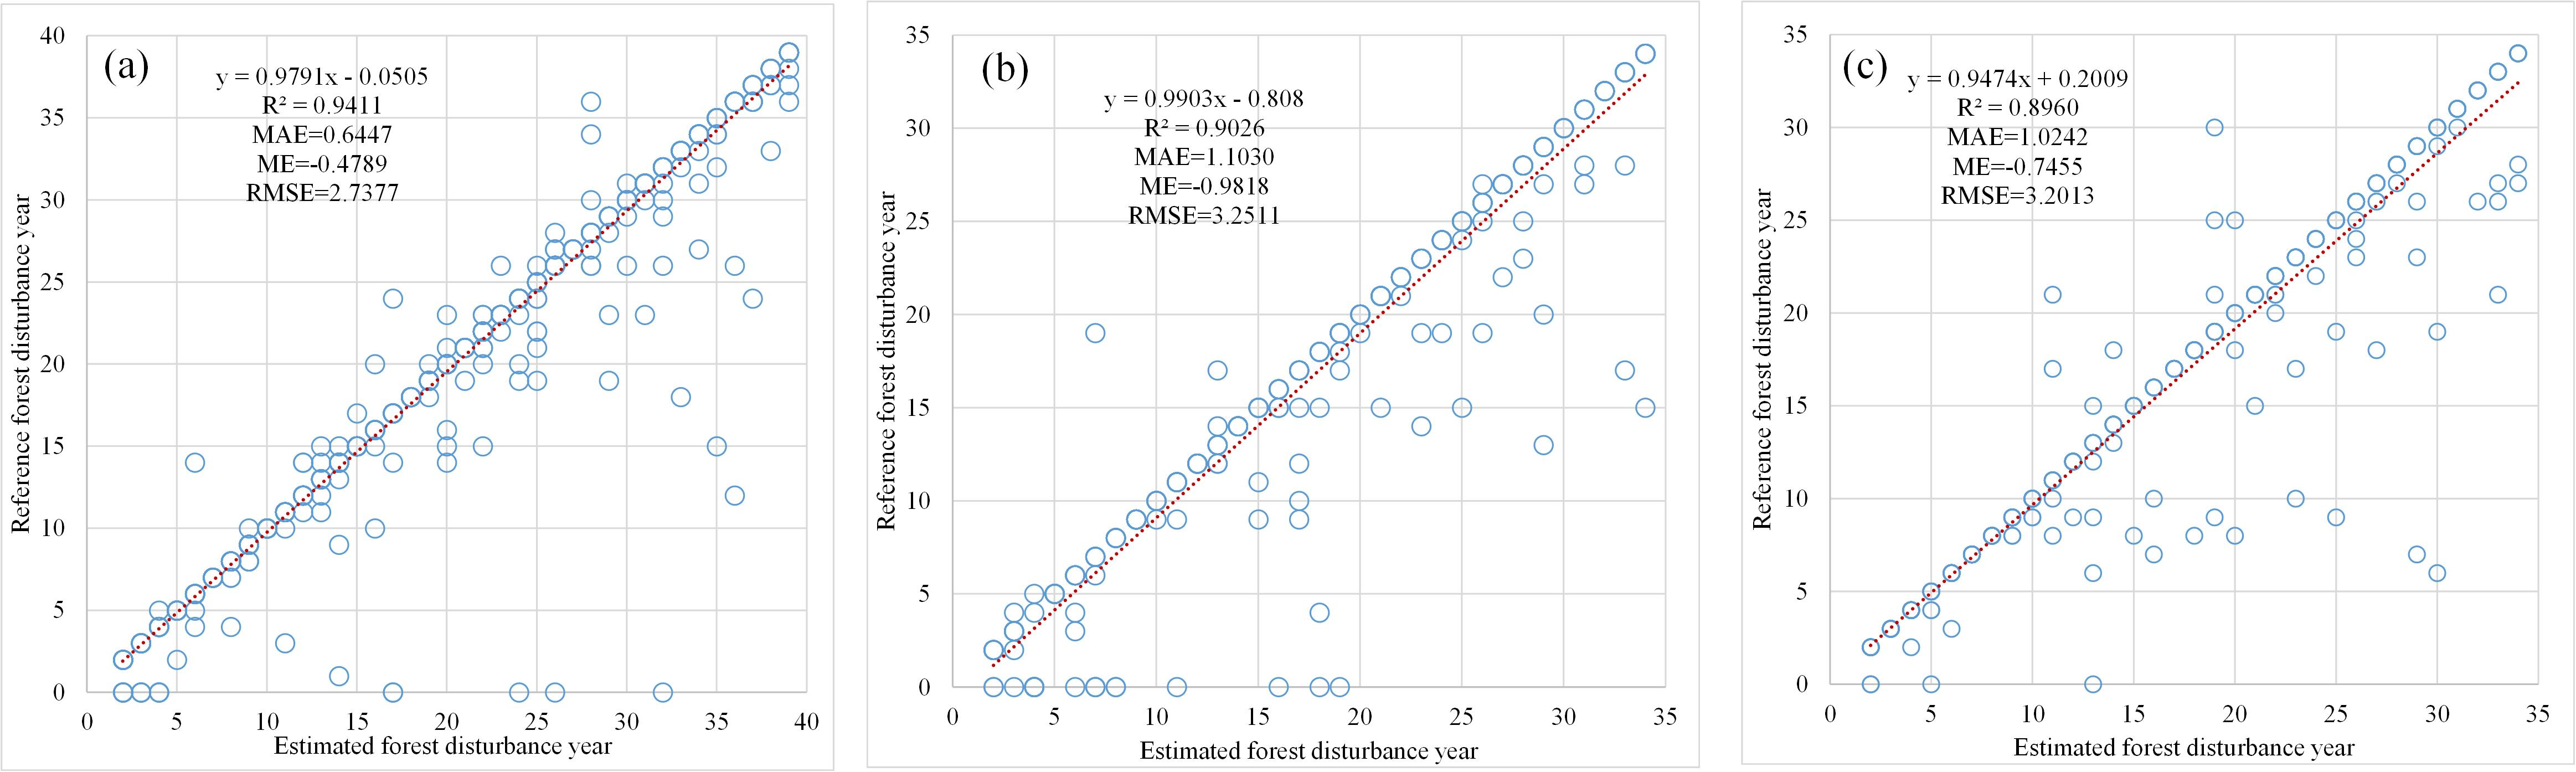 (a)
y = 0.9791x - 0.0505
R² = 0.9411
MAE=0.6447
ME=-0.4789
RMSE=2.7377
Reference forest disturbance year
40
35
30
25
20
15
10
5
0
0 5 10 15 20 25 30 35 40
Estimated forest disturbance year
(b)
y = 0.9903x - 0.808
R² = 0.9026
MAE=1.1030
ME=-0.9818
RMSE=3.2511
Reference forest disturbance year
35
30
25
20
15
10
5
0
0 5 10 15 20 25 30 35
Estimated forest disturbance year
(c)
y = 0.9474x + 0.2009
R² = 0.8960
MAE=1.0242
ME=-0.7455
RMSE=3.2013
Reference forest disturbance year
35
30
25
20
15
10
5
0
0 5 10 15 20 25 30 35
Estimated forest disturbance year